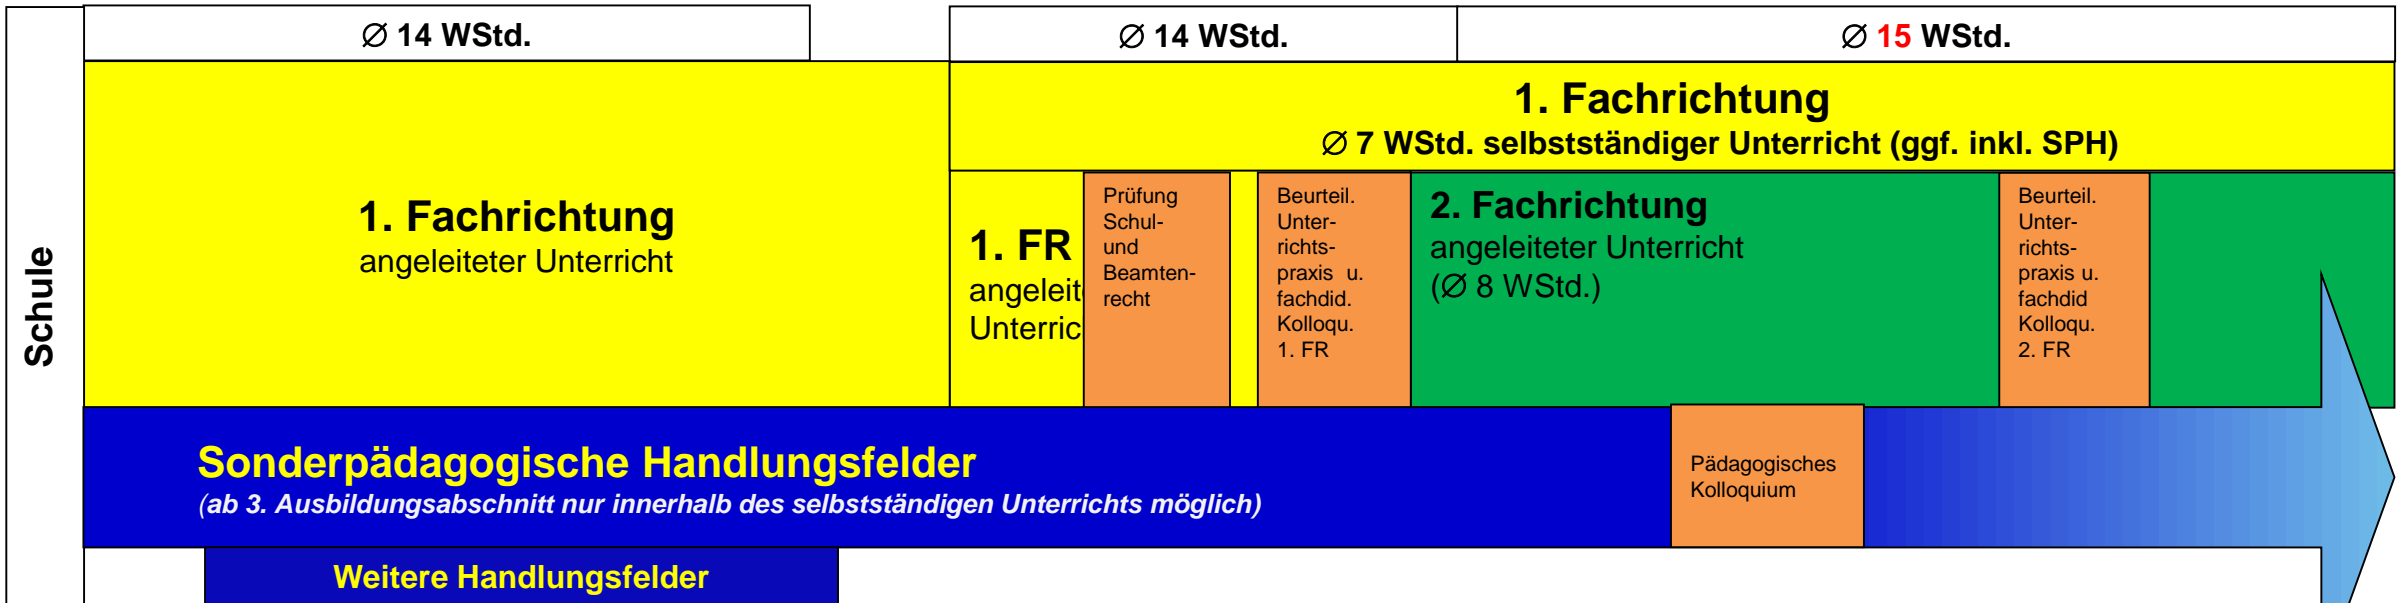 ∅ 14 WStd.
∅ 14 WStd.
∅ 15 WStd.
Schule
1. Fachrichtung
angeleiteter Unterricht
1. Fachrichtung
∅ 7 WStd. selbstständiger Unterricht (ggf. inkl. SPH)
1. FR
angeleit
Unterric
Prüfung
Schul-
und
Beamten-
recht
Beurteil.
Unter-
richts-
praxis u.
fachdid.
Kolloqu.
1. FR
2. Fachrichtung
angeleiteter Unterricht
(∅ 8 WStd.)
Beurteil.
Unter-
richts-
praxis u.
fachdid
Kolloqu.
2. FR
Sonderpädagogische Handlungsfelder
(ab 3. Ausbildungsabschnitt nur innerhalb des selbstständigen Unterrichts möglich)
Pädagogisches
Kolloquium
Weitere Handlungsfelder